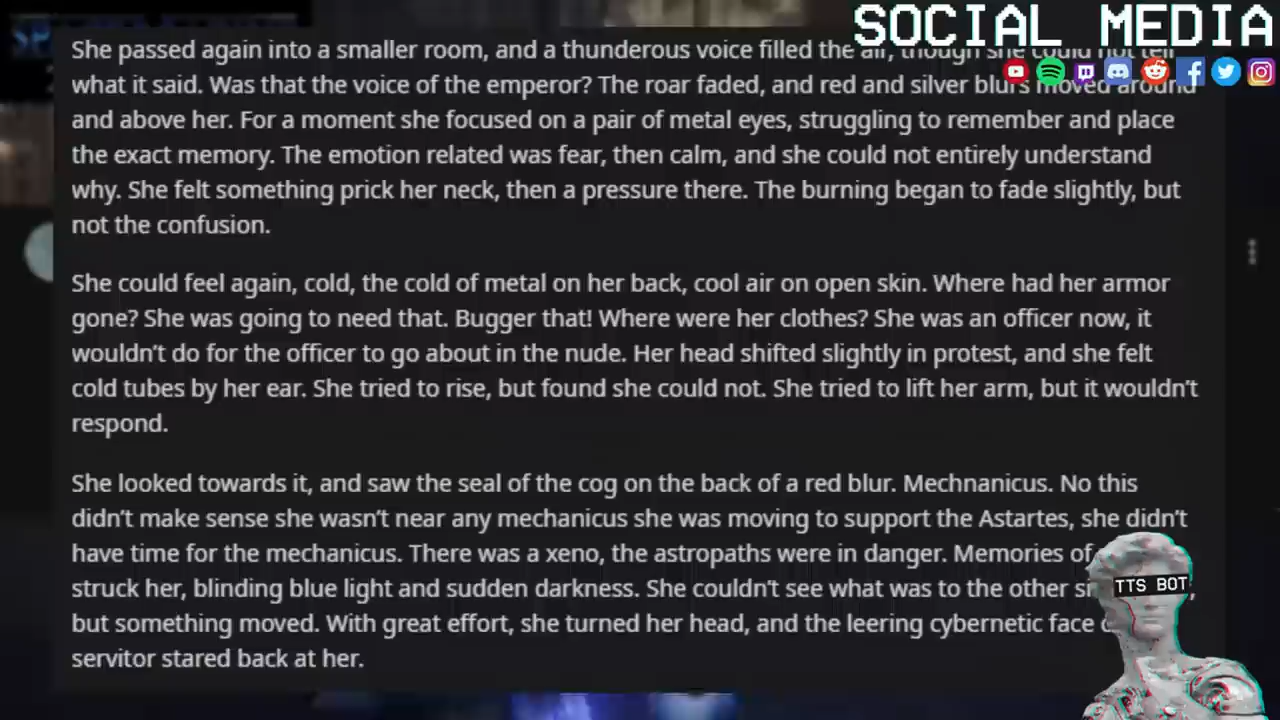 SOCIAL MEDIA
She passed again into a smaller room, and a thunderous voice filled the air, though she could not tell
what it said. Was that the voice of the emperor? The roar faded, and red and silver blurs moved around
and above her. For a moment she focused on a pair of metal eyes, struggling to remember and place
the exact memory. The emotion related was fear, then calm, and she could not entirely understand
why. She felt something prick her neck, then a pressure there. The burning began to fade slightly, but
not the confusion.
She could feel again, cold, the cold of metal on her back, cool air on open skin. Where had her armor
gone? She was going to need that. Bugger that! Where were her clothes? She was an officer now, it
wouldn't do for the officer to go about in the nude. Her head shifted slightly in protest, and she felt
cold tubes by her ear. She tried to rise, but found she could not. She tried to lift her arm, but it wouldn't
respond.
She looked towards it, and saw the seal of the cog on the back of a red blur. Mechnanicus. No this
didn't make sense she wasn't near any mechanicus she was moving to support the Astartes, she didn't
have time for the mechanicus. There was a xeno, the astropaths were in danger. Memories of
struck her, blinding blue light and sudden darkness. She couldn't see what was to the other
but something moved. With great effort, she turned her head, and the leering cybernetic face
servitor stared back at her.
TTS BOT